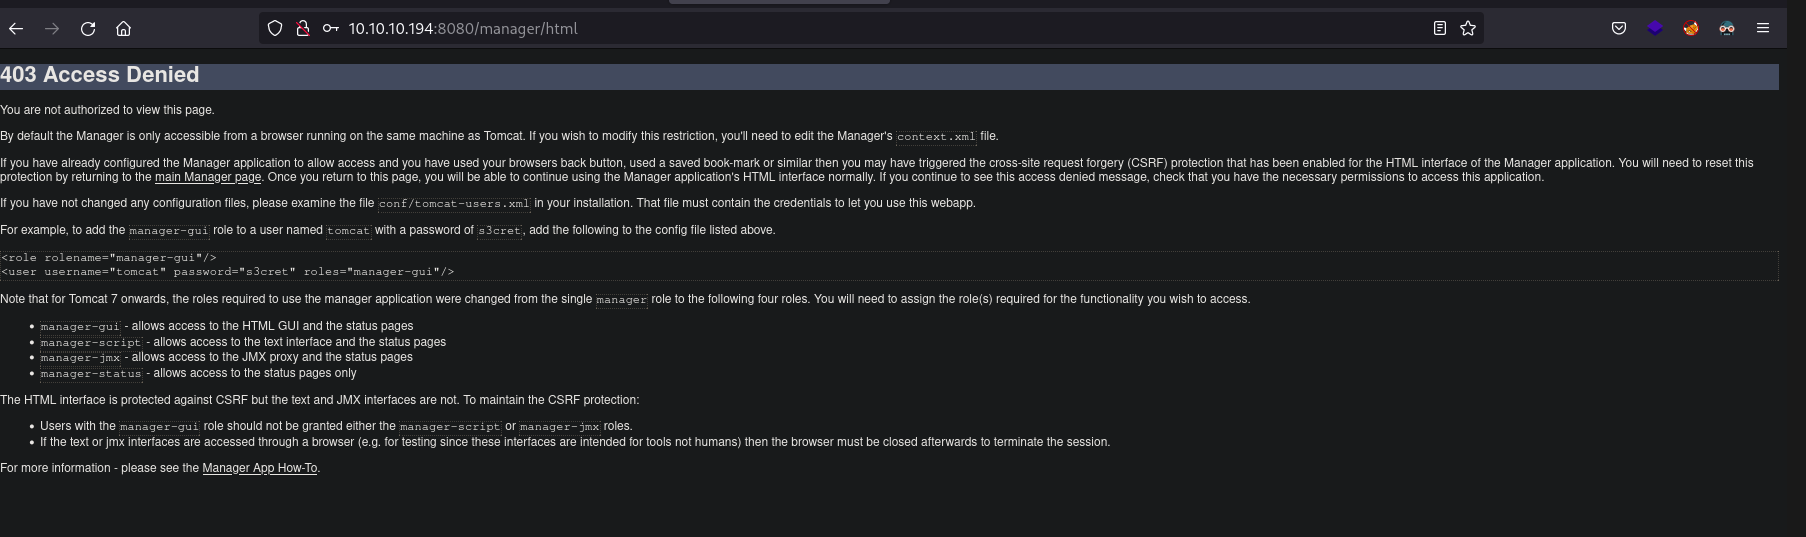 10.10.10.194:8080/manager/html
403 Access Denied
You are not authorized to view this page.
By default the Manager is only accessible from a browser running on the same machine as Tomcat. If you wish to modify this restriction, you'll need to edit the Manager's context.xml file.
If you have already configured the Manager application to allow access and you have used your browsers back button, used a saved book-mark or similar then you may have triggered the cross-site request forgery (CSRF) protection that has been enabled for the HTML interface of the Manager application. You will need to reset this
protection by returning to the main Manager page. Once you return to this page, you will be able to continue using the Manager application's HTML interface normally. If you continue to see this access denied message, check that you have the necessary permissions to access this application.
If you have not changed any configuration files, please examine the file conf/tomcat-users.xml in your installation. That file must contain the credentials to let you use this webapp.
For example, to add the manager-gui role to a user named tomcat with a password of s3cret, add the following to the config file listed above.
<role rolename="manager-gui"/>
<user username="tomcat" password="s3cret" roles="manager-gui"/>
Note that for Tomcat 7 onwards, the roles required to use the manager application were changed from the single manager role to the following four roles. You will need to assign the role(s) required for the functionality you wish to access.
• manager-gui - allows access to the HTML GUI and the status pages
• manager-script - allows access to the text interface and the status pages
• manager-jmx - allows access to the JMX proxy and the status pages
• manager-status - allows access to the status pages only
The HTML interface is protected against CSRF but the text and JMX interfaces are not. To maintain the CSRF protection:
• Users with the manager-gui role should not be granted either the manager-script or manager-jmx roles.
• If the text or jmx interfaces are accessed through a browser (e.g. for testing since these interfaces are intended for tools not humans) then the browser must be closed afterwards to terminate the session.
For more information - please see the Manager App How-To.